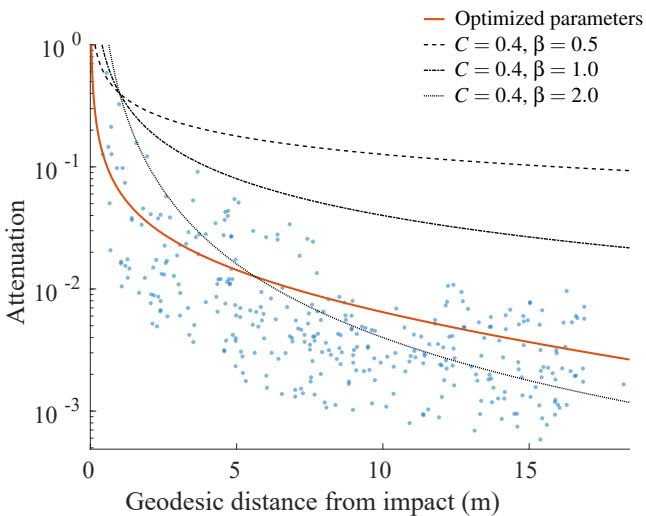 Optimized parameters
C = 0.4, β = 0.5
C = 0.4, β = 1.0
C = 0.4, β = 2.0
10^0
10^-1
10^-2
10^-3
Attenuation
0 5 10 15
Geodesic distance from impact (m)